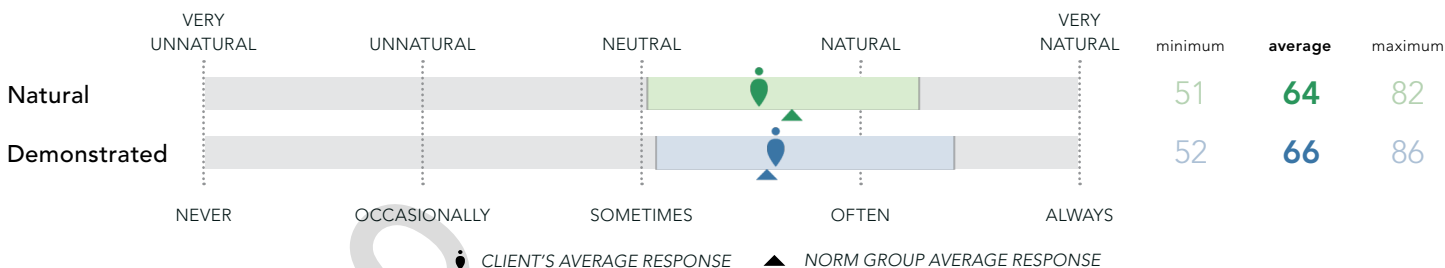 VERY UNNATURAL UNNATURAL NEUTRAL NATURAL VERY NATURAL minimum average maximum
Natural 51 64 82
Demonstrated 52 66 86
NEVER OCCASIONALLY SOMETIMES OFTEN ALWAYS
CLIENT'S AVERAGE RESPONSE NORM GROUP AVERAGE RESPONSE